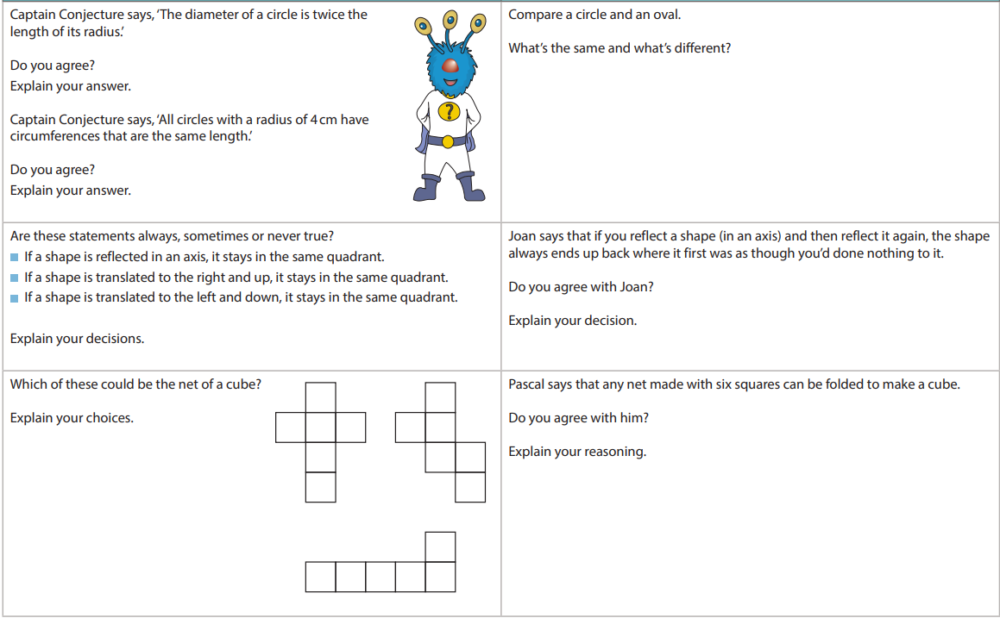 Captain Conjecture says, ‘The diameter of a circle is twice the
length of its radius.’
Do you agree?
Explain your answer.
Captain Conjecture says, ‘All circles with a radius of 4 cm have
circumferences that are the same length.’
Do you agree?
Explain your answer.
?
Compare a circle and an oval.
What’s the same and what’s different?
Are these statements always, sometimes or never true?
If a shape is reflected in an axis, it stays in the same quadrant.
If a shape is translated to the right and up, it stays in the same quadrant.
If a shape is translated to the left and down, it stays in the same quadrant.
Explain your decisions.
Joan says that if you reflect a shape (in an axis) and then reflect it again, the shape
always ends up back where it first was as though you’d done nothing to it.
Do you agree with Joan?
Explain your decision.
Which of these could be the net of a cube?
Explain your choices.
Pascal says that any net made with six squares can be folded to make a cube.
Do you agree with him?
Explain your reasoning.